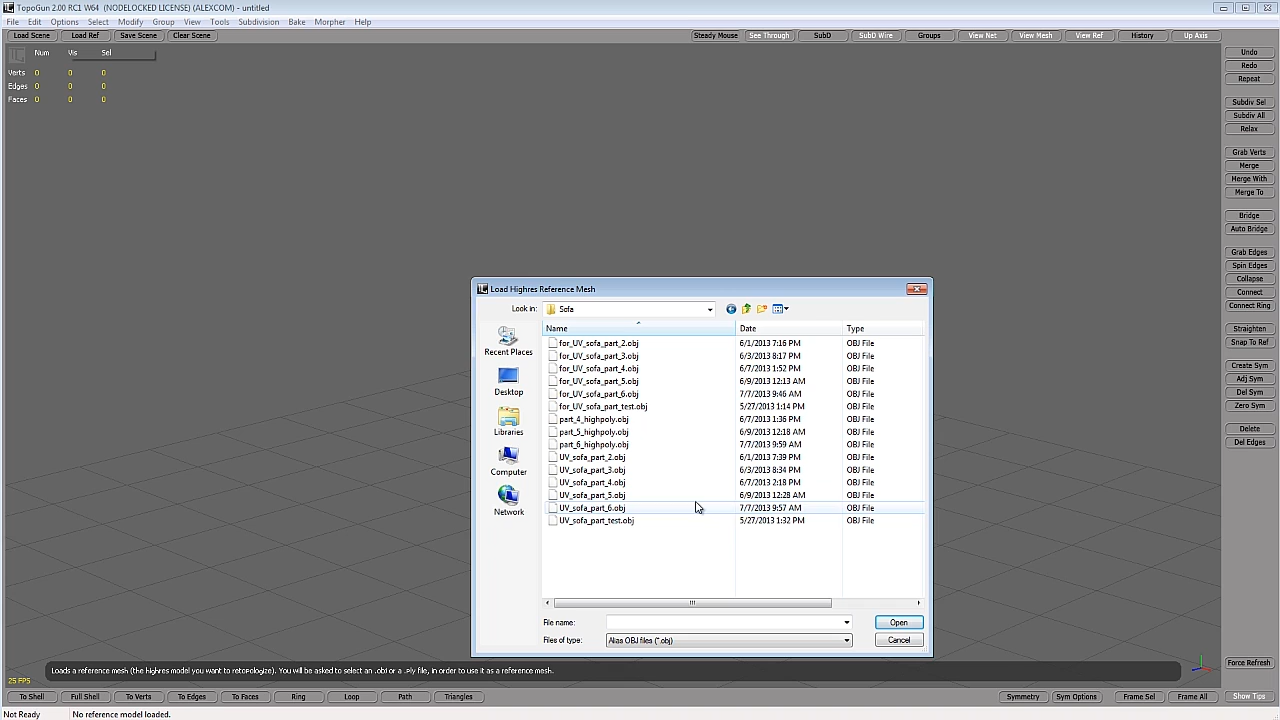 TopoGun 2.00 RC1 W64 (NODELOCKED LICENSE) (ALEXCOM) - untitled
File Edit Options Select Modify Group View Tools Subdivision Bake Morpher Help
Load Scene Load Ref Save Scene Clear Scene Steady Mouse See Through SubD SubD Wire Groups View Net View Mesh View Ref History Up Axis
Num Vis Sel
Verts 0 0 0
Edges 0 0 0
Faces 0 0 0
Undo
Redo
Repeat
Subdiv Sel
Subdiv All
Relax
Grab Verts
Merge
Merge With
Merge To
Bridge
Auto Bridge
Grab Edges
Spin Edges
Collapse
Connect
Connect Ring
Straighten
Snap To Ref
Create Sym
Adj Sym
Del Sym
Zero Sym
Delete
Del Edges
Force Refresh
Show Tips
Load Highres Reference Mesh
Look in: Sofa
Recent Places
Desktop
Libraries
Computer
Network
Name Date Type
for_UV_sofa_part_2.obj 6/1/2013 7:16 PM OBJ File
for_UV_sofa_part_3.obj 6/3/2013 8:17 PM OBJ File
for_UV_sofa_part_4.obj 6/7/2013 1:52 PM OBJ File
for_UV_sofa_part_5.obj 6/9/2013 12:13 AM OBJ File
for_UV_sofa_part_6.obj 7/7/2013 9:46 AM OBJ File
for_UV_sofa_part_test.obj 5/27/2013 1:14 PM OBJ File
part_4_highpoly.obj 6/7/2013 1:36 PM OBJ File
part_5_highpoly.obj 6/9/2013 12:18 AM OBJ File
part_6_highpoly.obj 7/7/2013 9:59 AM OBJ File
UV_sofa_part_2.obj 6/1/2013 7:39 PM OBJ File
UV_sofa_part_3.obj 6/3/2013 8:34 PM OBJ File
UV_sofa_part_4.obj 6/7/2013 2:18 PM OBJ File
UV_sofa_part_5.obj 6/9/2013 12:28 AM OBJ File
UV_sofa_part_6.obj 7/7/2013 9:57 AM OBJ File
UV_sofa_part_test.obj 5/27/2013 1:32 PM OBJ File
File name: Open
Files of type: Alias OBJ files (*.obj) Cancel
Loads a reference mesh (the highres model you want to retopologize). You will be asked to select an .obj or a .ply file, in order to use it as a reference mesh.
25 FPS
To Shell Full Shell To Verts To Edges To Faces Ring Loop Path Triangles Symmetry Sym Options Frame Sel Frame All
Not Ready No reference model loaded.